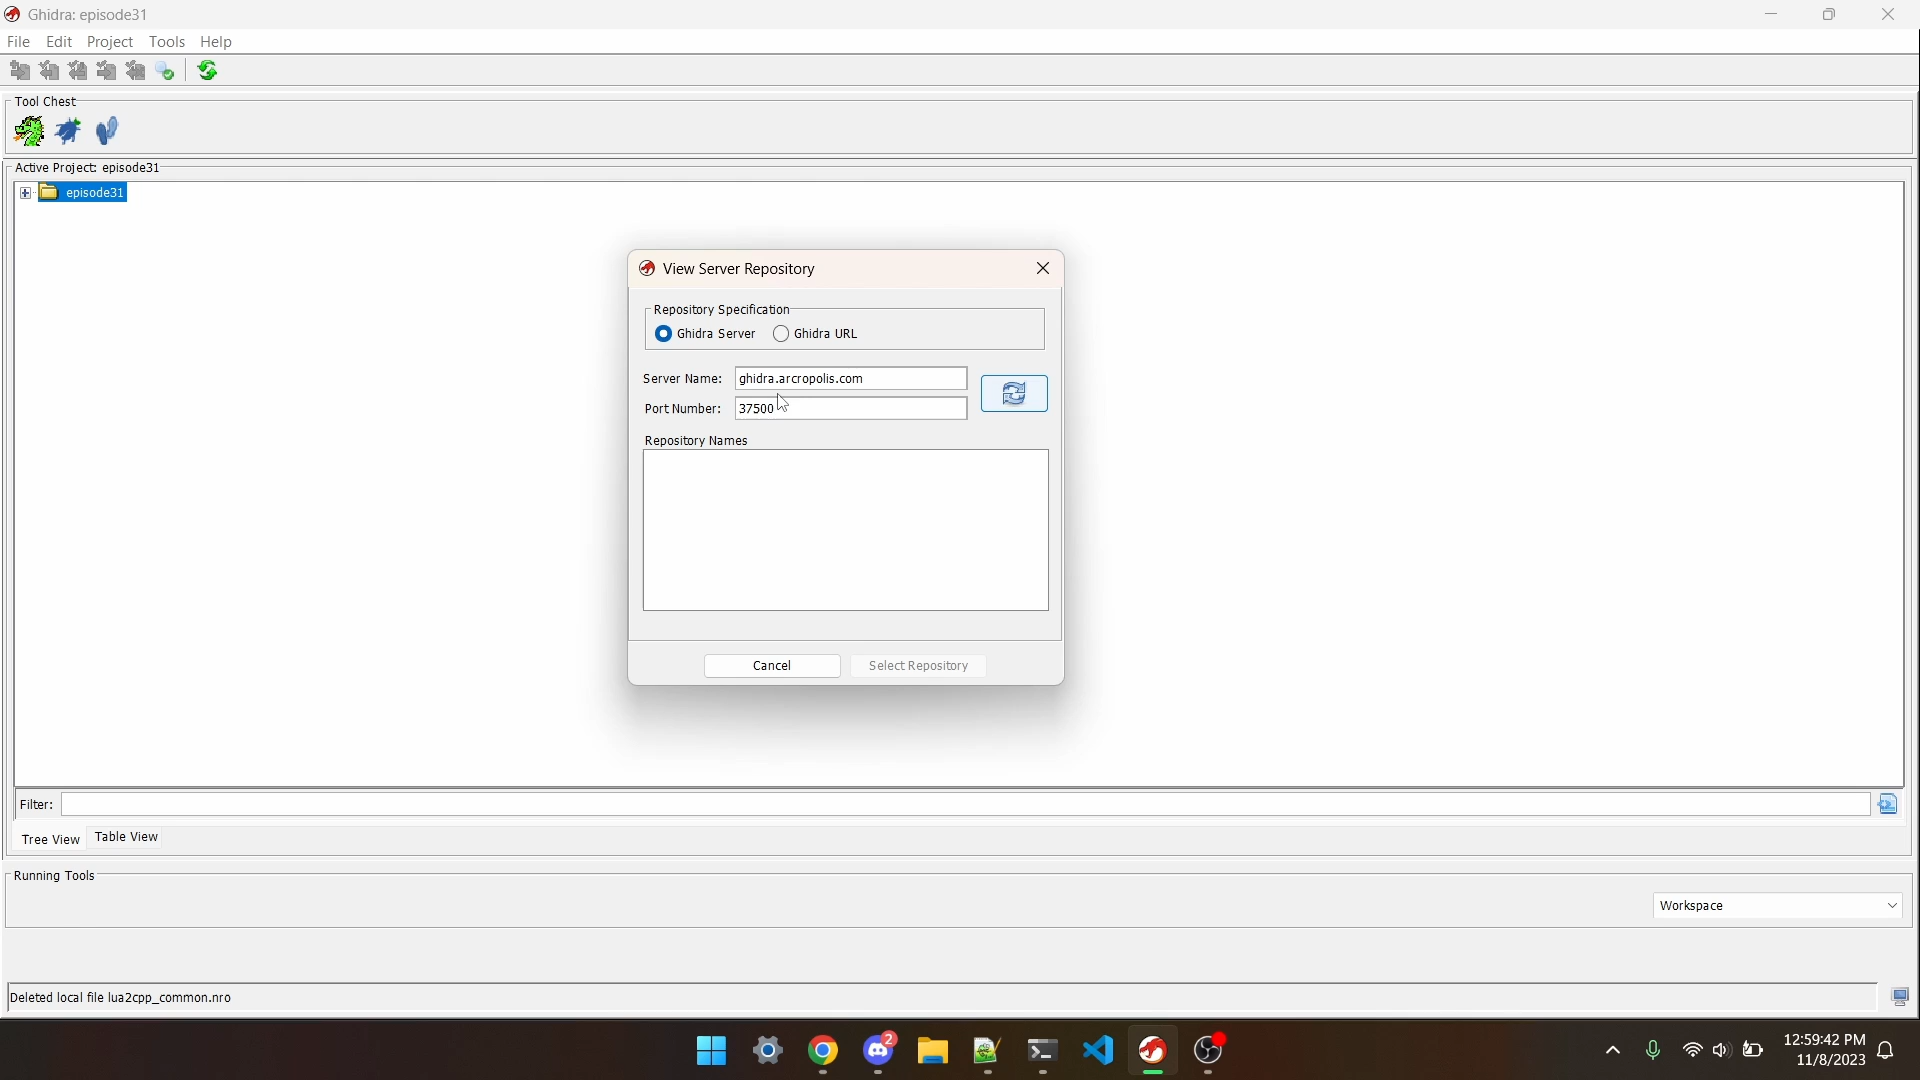 Ghidra: episode31
File Edit Project Tools Help
Tool Chest
Active Project: episode31
episode31
View Server Repository
Repository Specification
Ghidra Server Ghidra URL
Server Name: ghidra.arcropolis.com
Port Number: 37500
Repository Names
Cancel Select Repository
Filter:
Tree View Table View
Running Tools
Workspace
Deleted local file lua2cpp_common.nro
2
12:59:42 PM
11/8/2023